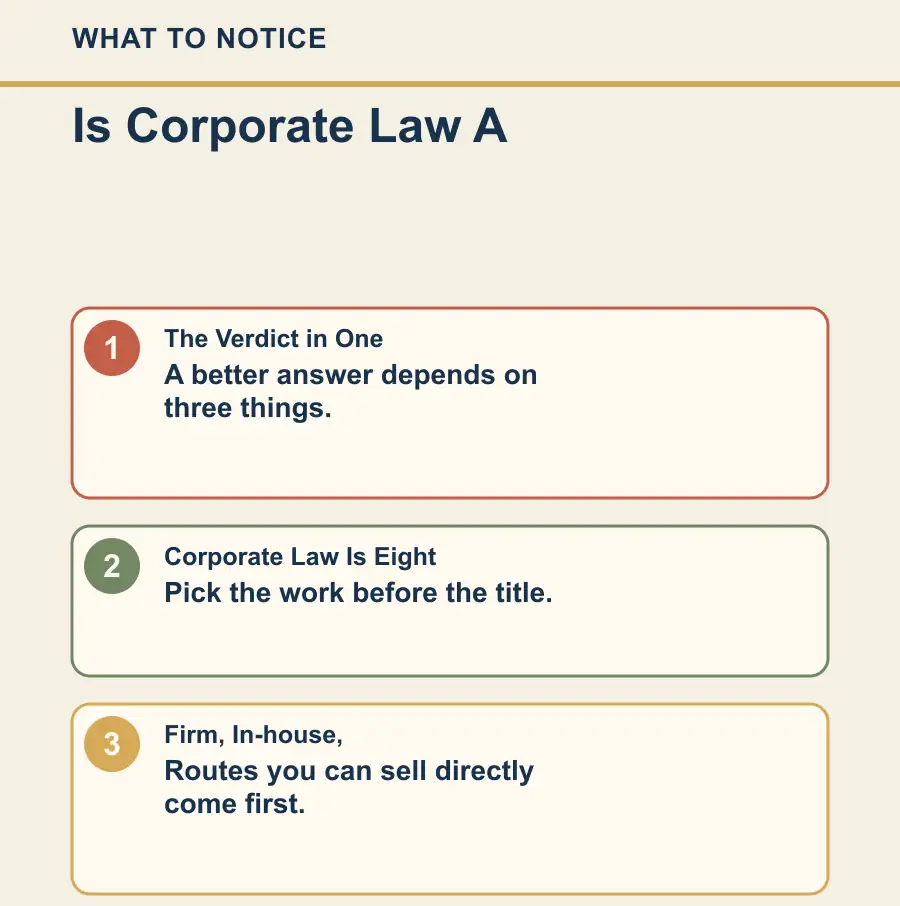 WHAT TO NOTICE
Is Corporate Law A
1
The Verdict in One
A better answer depends on
three things.
2
Corporate Law Is Eight
Pick the work before the title.
3
Firm, In-house,
Routes you can sell directly
come first.